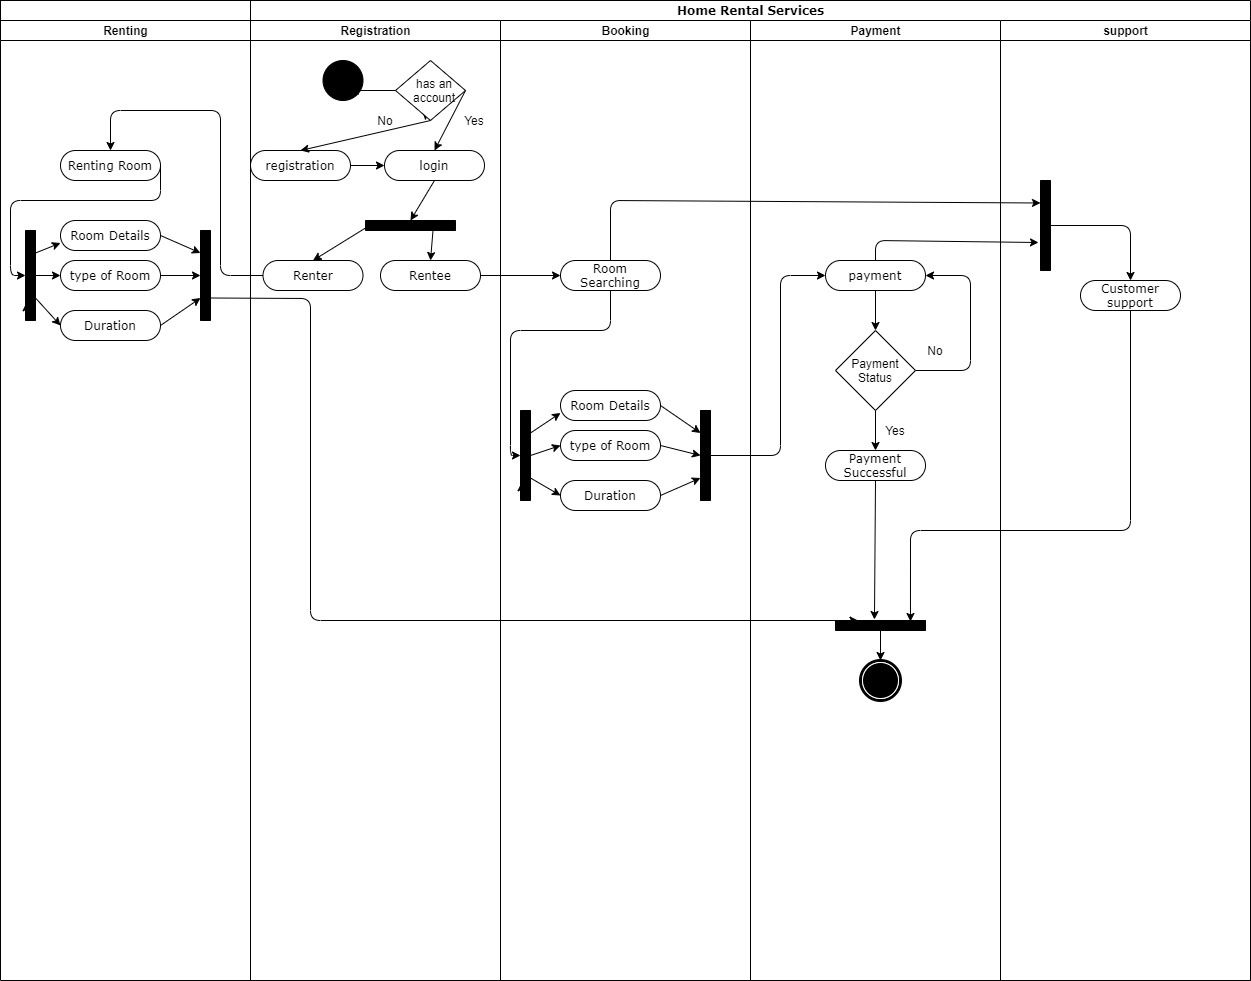 Home Rental Services
Renting
Registration
Booking
Payment
support
has an
account
No
Yes
Renting Room
registration
login
Room Details
type of Room
Duration
Renter
Rentee
Room
Searching
payment
Customer
support
Payment
Status
No
Room Details
type of Room
Duration
Yes
Payment
Successful